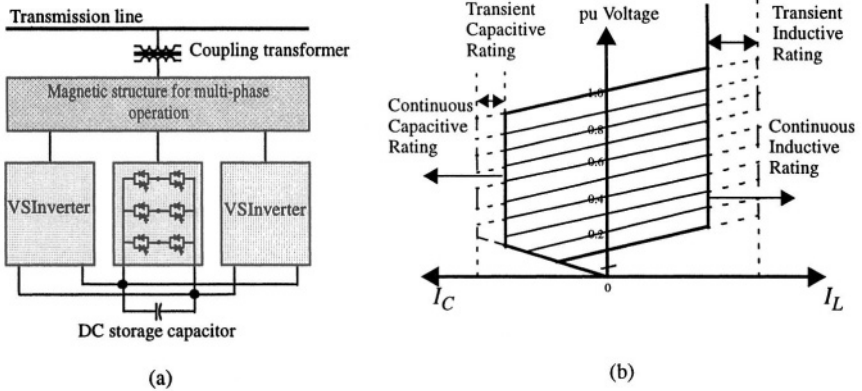 Transmission line
Coupling transformer
Magnetic structure for multi-phase
operation
VSInverter
VSInverter
DC storage capacitor
(a)
Transient
Capacitive
Rating
pu Voltage
Transient
Inductive
Rating
Continuous
Capacitive
Rating
Continuous
Inductive
Rating
1.0
0.8
0.6
0.4
0.2
0
I_C
I_L
(b)